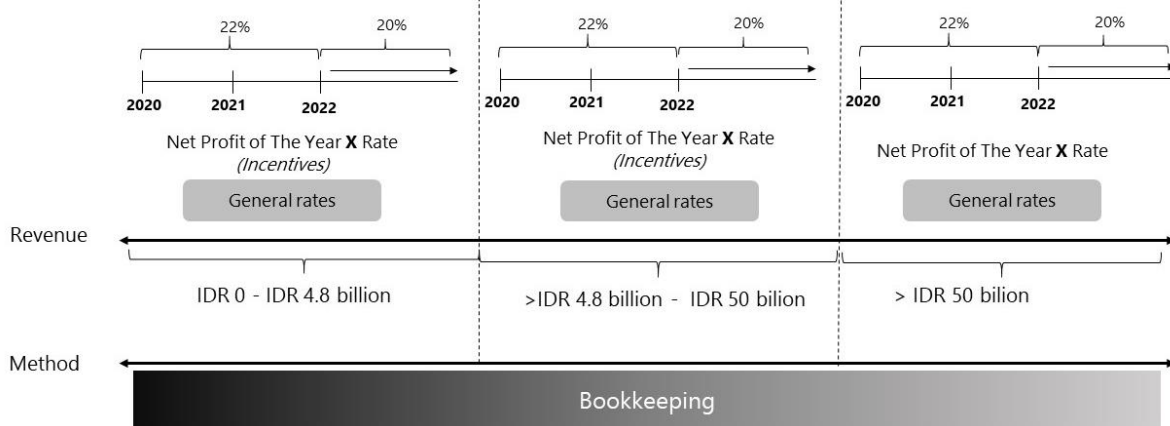 22% 20%
2020 2021 2022
Net Profit of The Year X Rate
(Incentives)
General rates
22% 20%
2020 2021 2022
Net Profit of The Year X Rate
(Incentives)
General rates
22% 20%
2020 2021 2022
Net Profit of The Year X Rate
General rates
Revenue
IDR 0 - IDR 4.8 billion
>IDR 4.8 billion - IDR 50 bilion
> IDR 50 bilion
Method
Bookkeeping